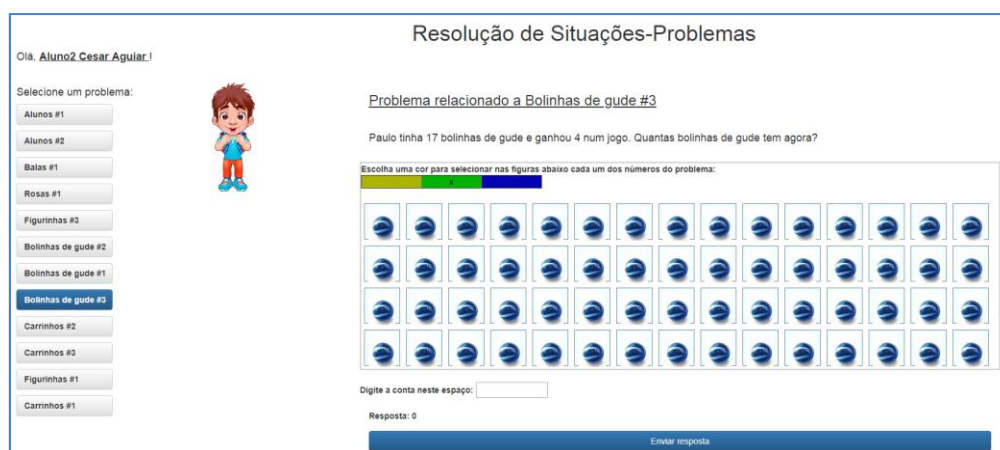 Resolução de Situações-Problemas
Olá, Aluno2 Cesar Aguiar !
Selecione um problema:
Alunos #1
Alunos #2
Balas #1
Rosas #1
Figurinhas #3
Bolinhas de gude #2
Bolinhas de gude #1
Bolinhas de gude #3
Carrinhos #2
Carrinhos #3
Figurinhas #1
Carrinhos #1
Problema relacionado a Bolinhas de gude #3
Paulo tinha 17 bolinhas de gude e ganhou 4 num jogo. Quantas bolinhas de gude tem agora?
Escolha uma cor para selecionar nas figuras abaixo cada um dos números do problema:
x
Digite a conta neste espaço:
Resposta: 0
Enviar resposta